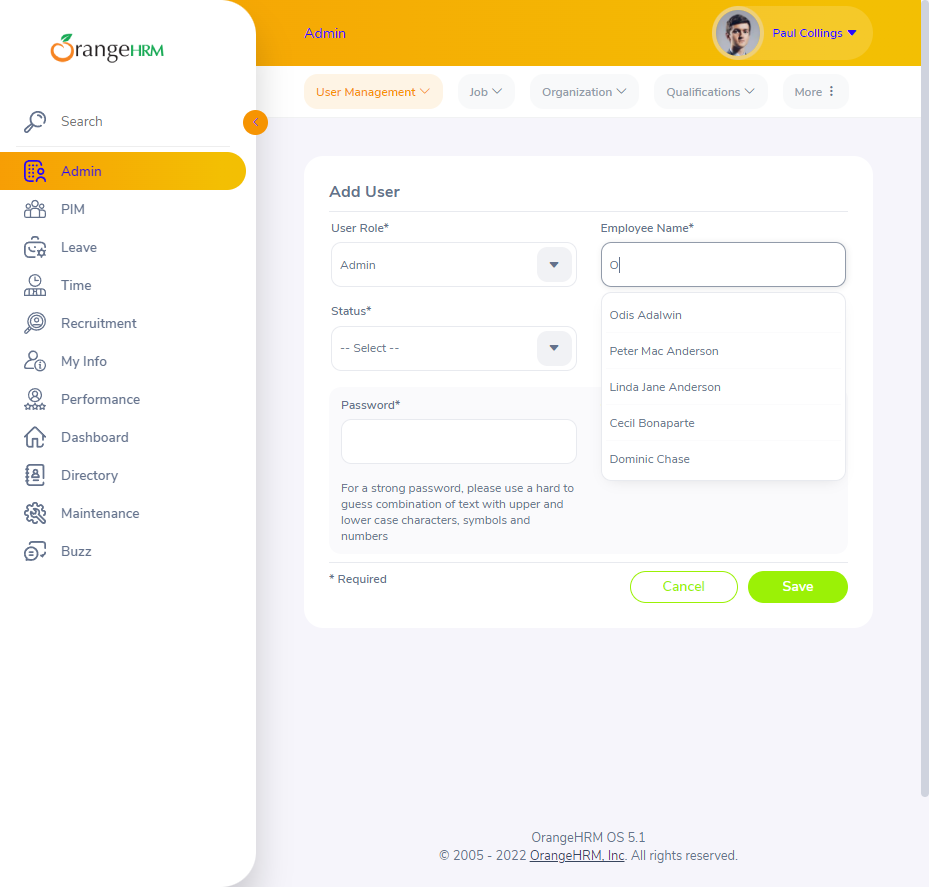 OrangeHRM
Search
Admin
PIM
Leave
Time
Recruitment
My Info
Performance
Dashboard
Directory
Maintenance
Buzz
Admin
Paul Collings
User Management
Job
Organization
Qualifications
More
Add User
User Role*
Admin
Employee Name*
O
Odis Adalwin
Peter Mac Anderson
Linda Jane Anderson
Cecil Bonaparte
Dominic Chase
Status*
-- Select --
Password*
For a strong password, please use a hard to
guess combination of text with upper and
lower case characters, symbols and
numbers
* Required
Cancel
Save
OrangeHRM OS 5.1
© 2005 - 2022 OrangeHRM, Inc. All rights reserved.